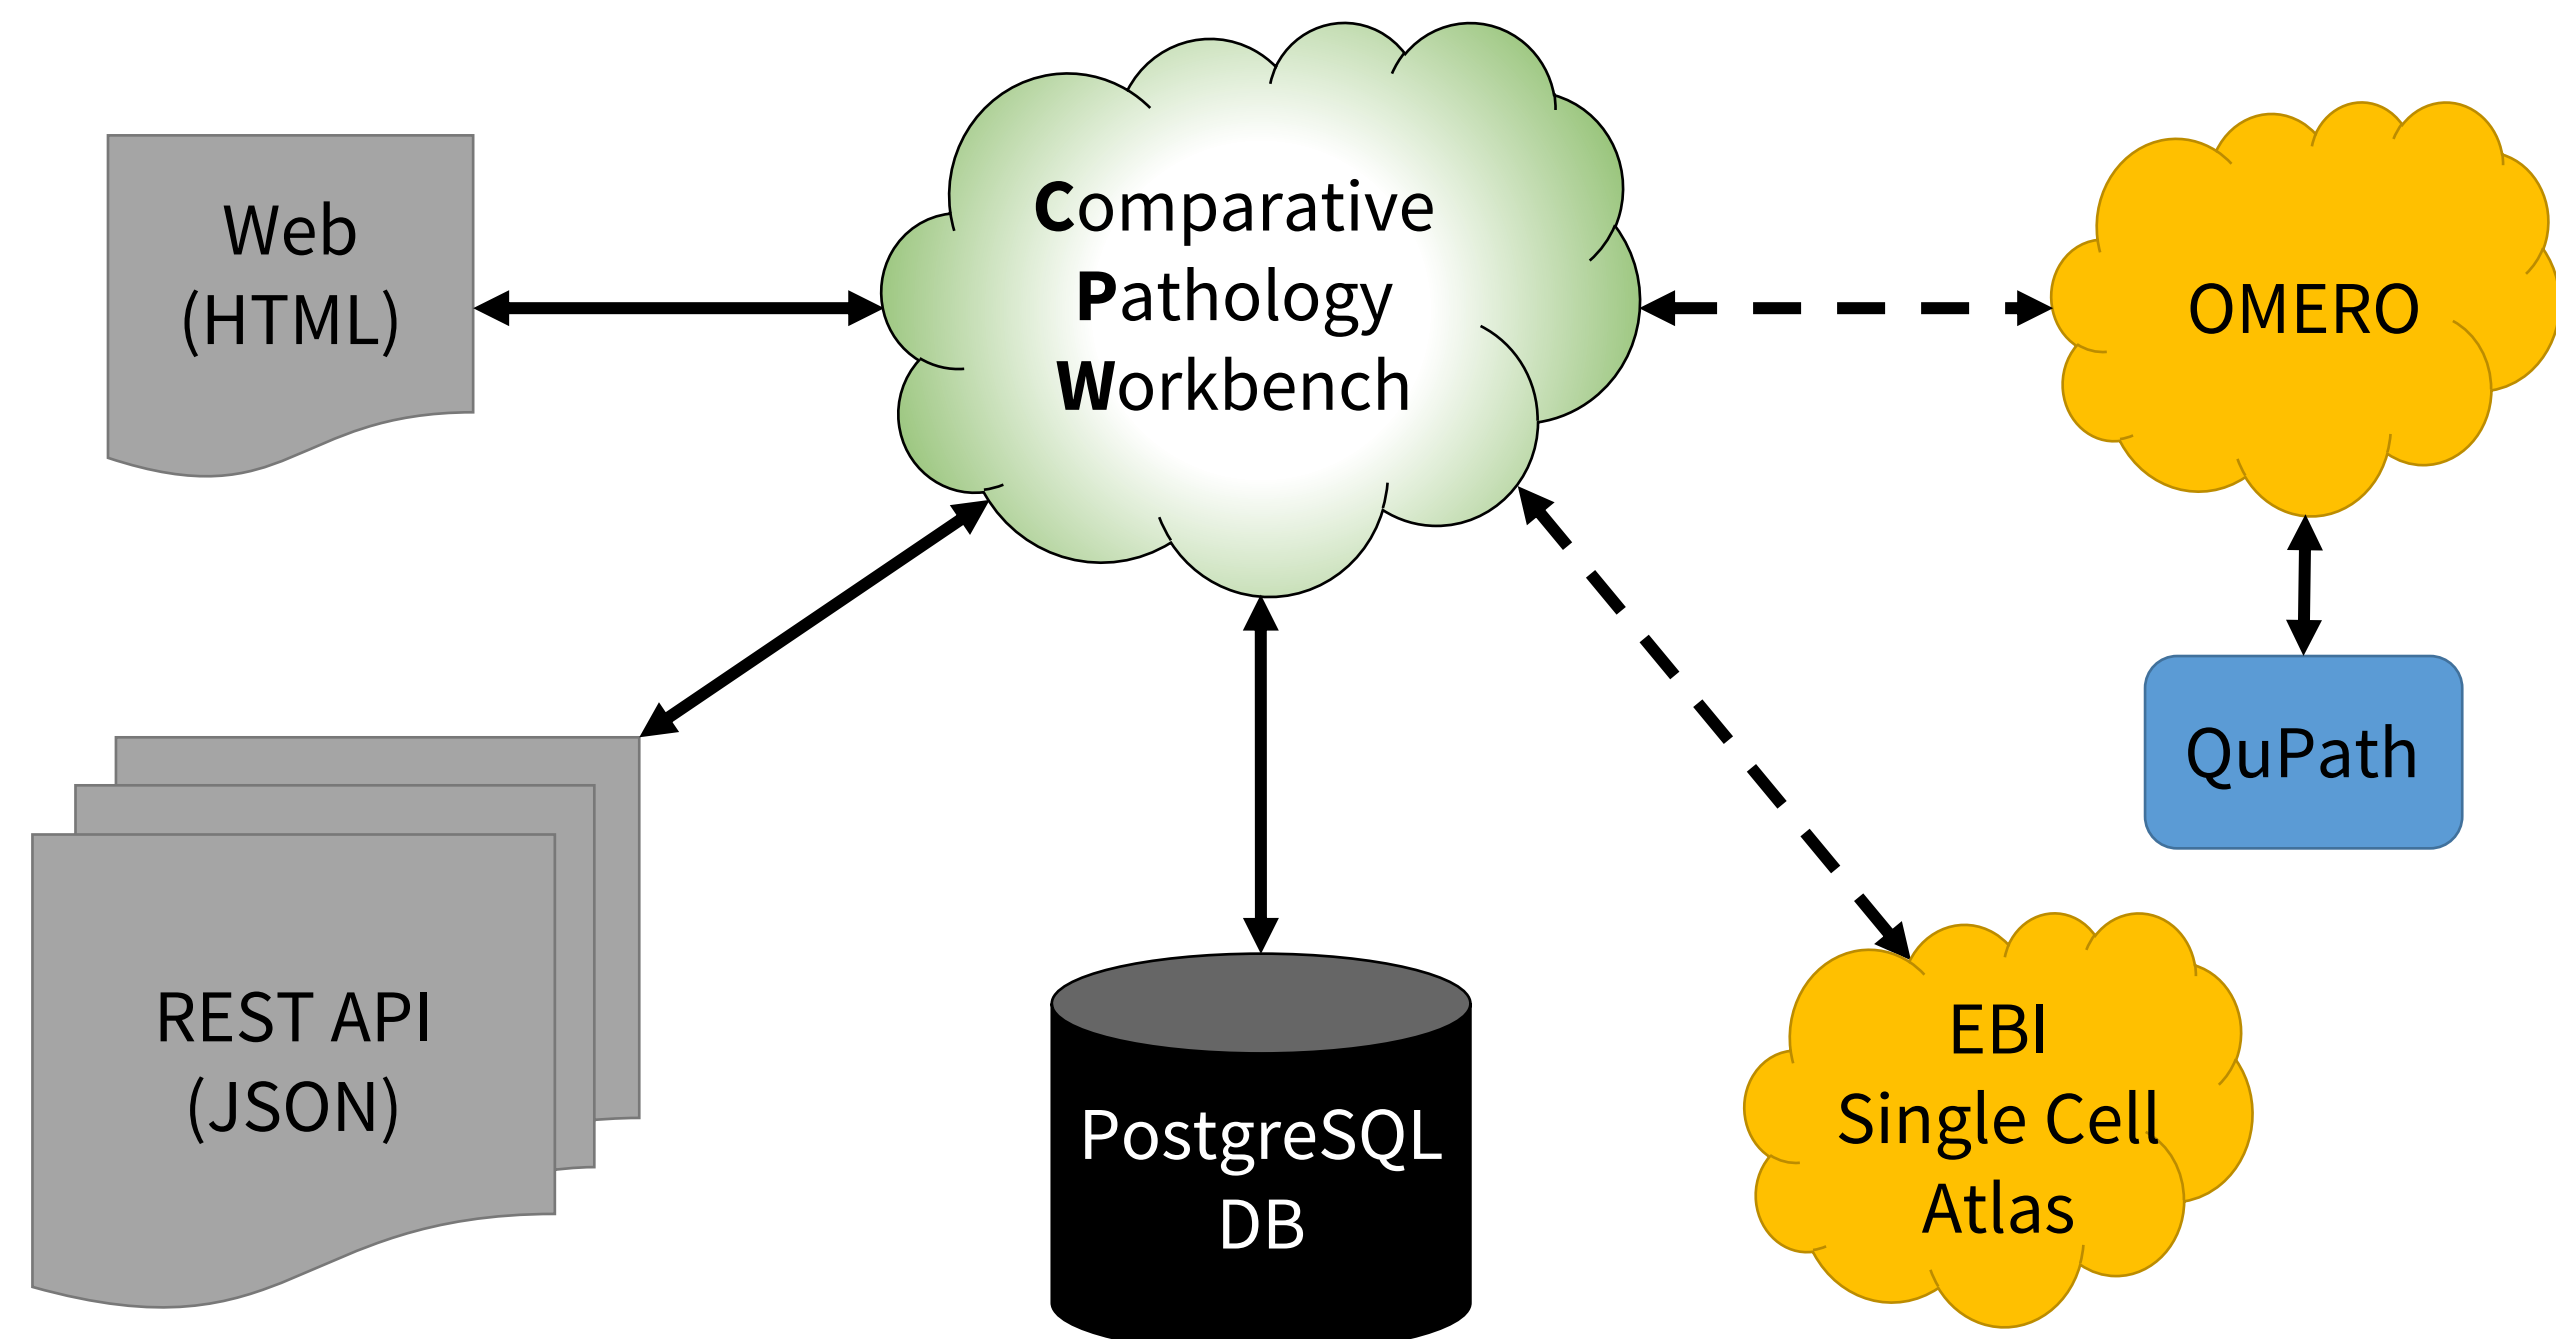 Web
(HTML)
Comparative
Pathology
Workbench
OMERO
QuPath
REST API
(JSON)
PostgreSQL
DB
EBI
Single Cell
Atlas